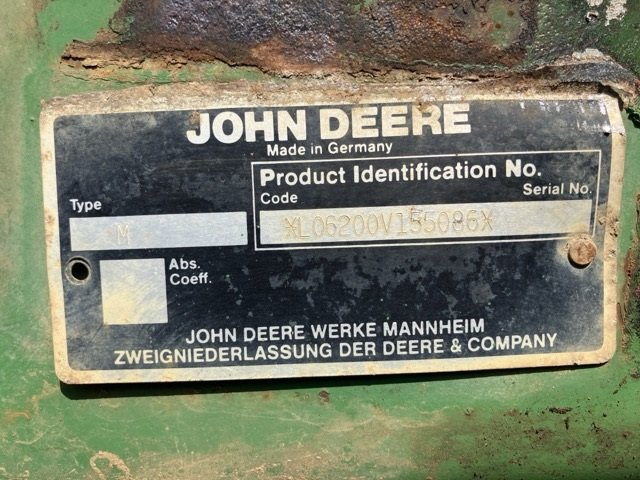 JOHN DEERE
Made in Germany
Product Identification No.
Code Serial No.
*L06200V155086*
Type
M
Abs.
Coeff.
JOHN DEERE WERKE MANNHEIM
ZWEIGNIEDERLASSUNG DER DEERE & COMPANY